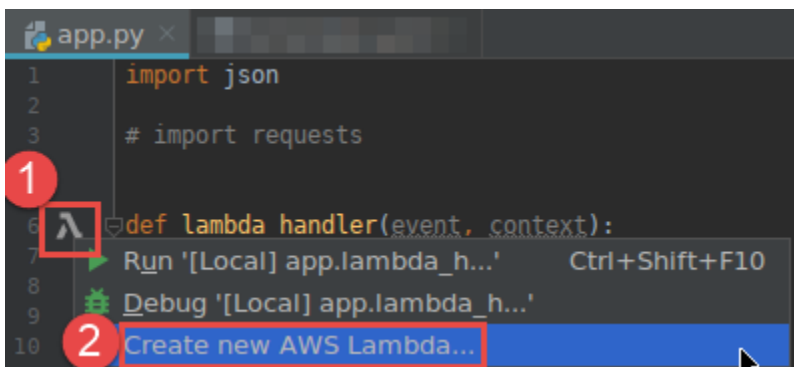 app.py
1 import json
2
3 # import requests
1
6 λ def lambda_handler(event, context):
7 Run '[Local] app.lambda_h...' Ctrl+Shift+F10
8
9 Debug '[Local] app.lambda_h...'
10 2 Create new AWS Lambda...